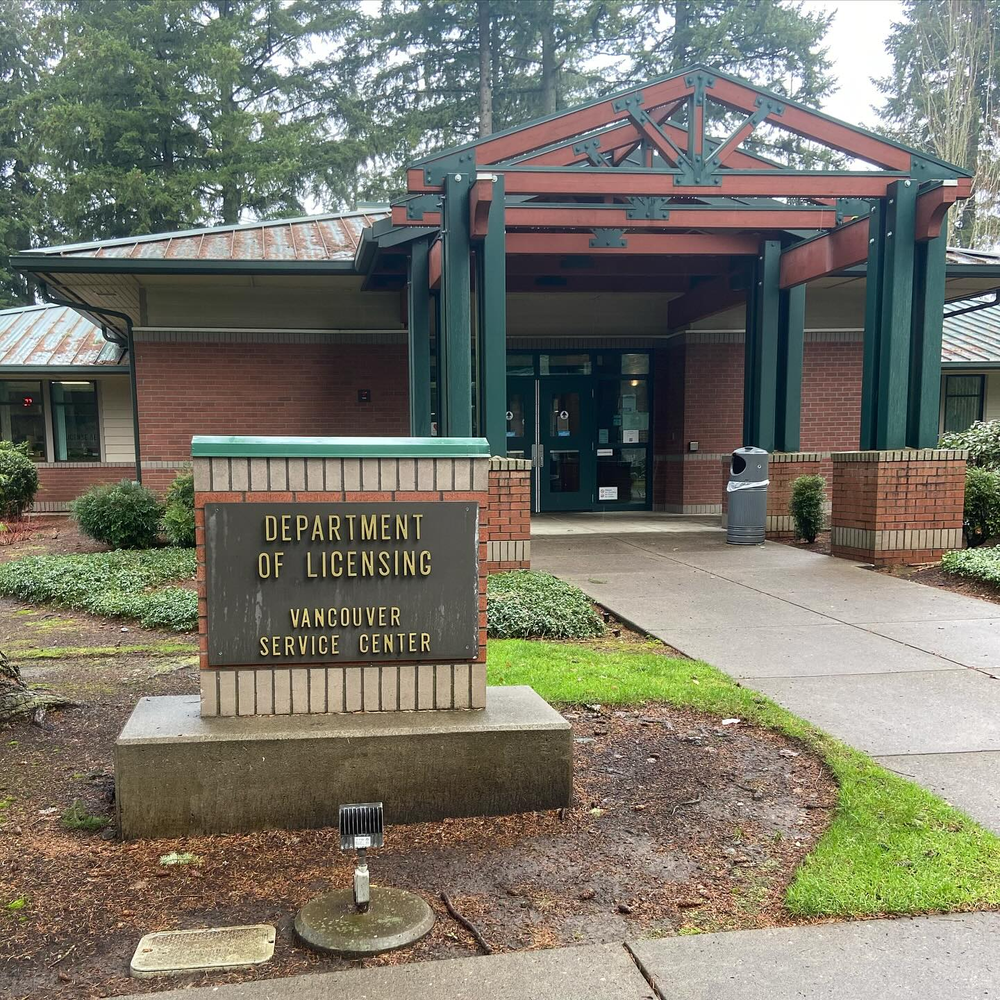 DEPARTMENT
OF LICENSING
VANCOUVER
SERVICE CENTER